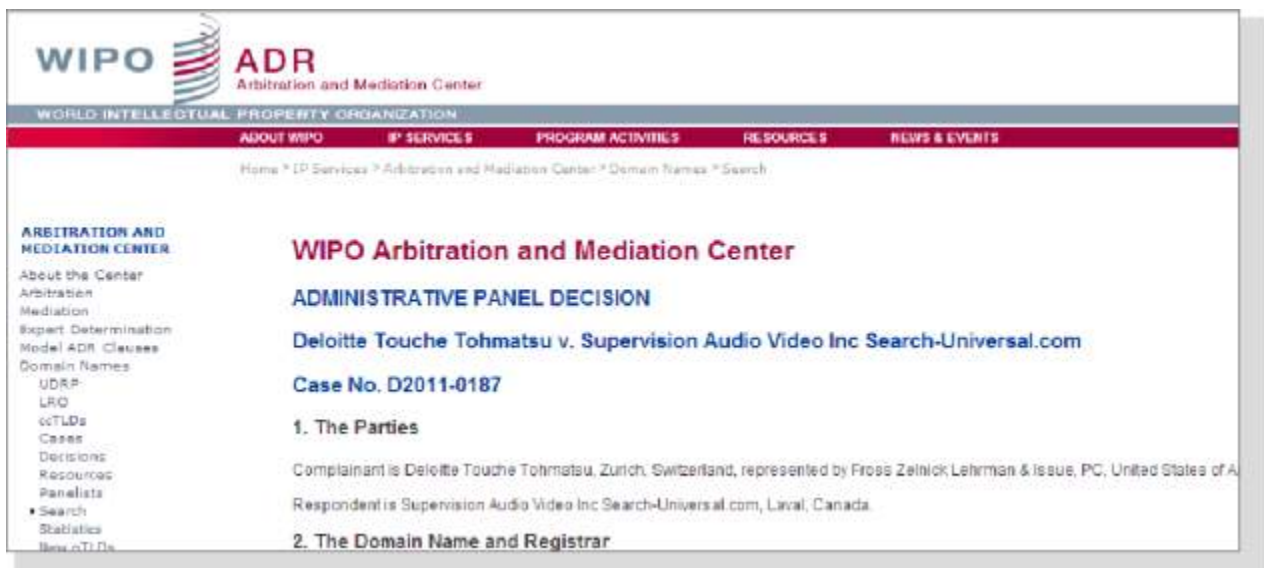 WIPO
ADR
Arbitration and Mediation Center
WORLD INTELLECTUAL PROPERTY ORGANIZATION
ABOUT WIPO IP SERVICES PROGRAM ACTIVITIES RESOURCES NEWS & EVENTS
Home > IP Services > Arbitration and Mediation Center > Domain Names > Search
ARBITRATION AND
MEDIATION CENTER
About the Center
Arbitration
Mediation
Expert Determination
Model ADR Clauses
Domain Names
UDRP
LRO
ccTLDs
Cases
Decisions
Resources
Panelists
Search
Statistics
New gTLDs
WIPO Arbitration and Mediation Center
ADMINISTRATIVE PANEL DECISION
Deloitte Touche Tohmatsu v. Supervision Audio Video Inc Search-Universal.com
Case No. D2011-0187
1. The Parties
Complainant is Deloitte Touche Tohmatsu, Zurich, Switzerland, represented by Fross Zelnick Lehrman & Issue, PC, United States of A
Respondent is Supervision Audio Video Inc Search-Universal.com, Laval, Canada.
2. The Domain Name and Registrar